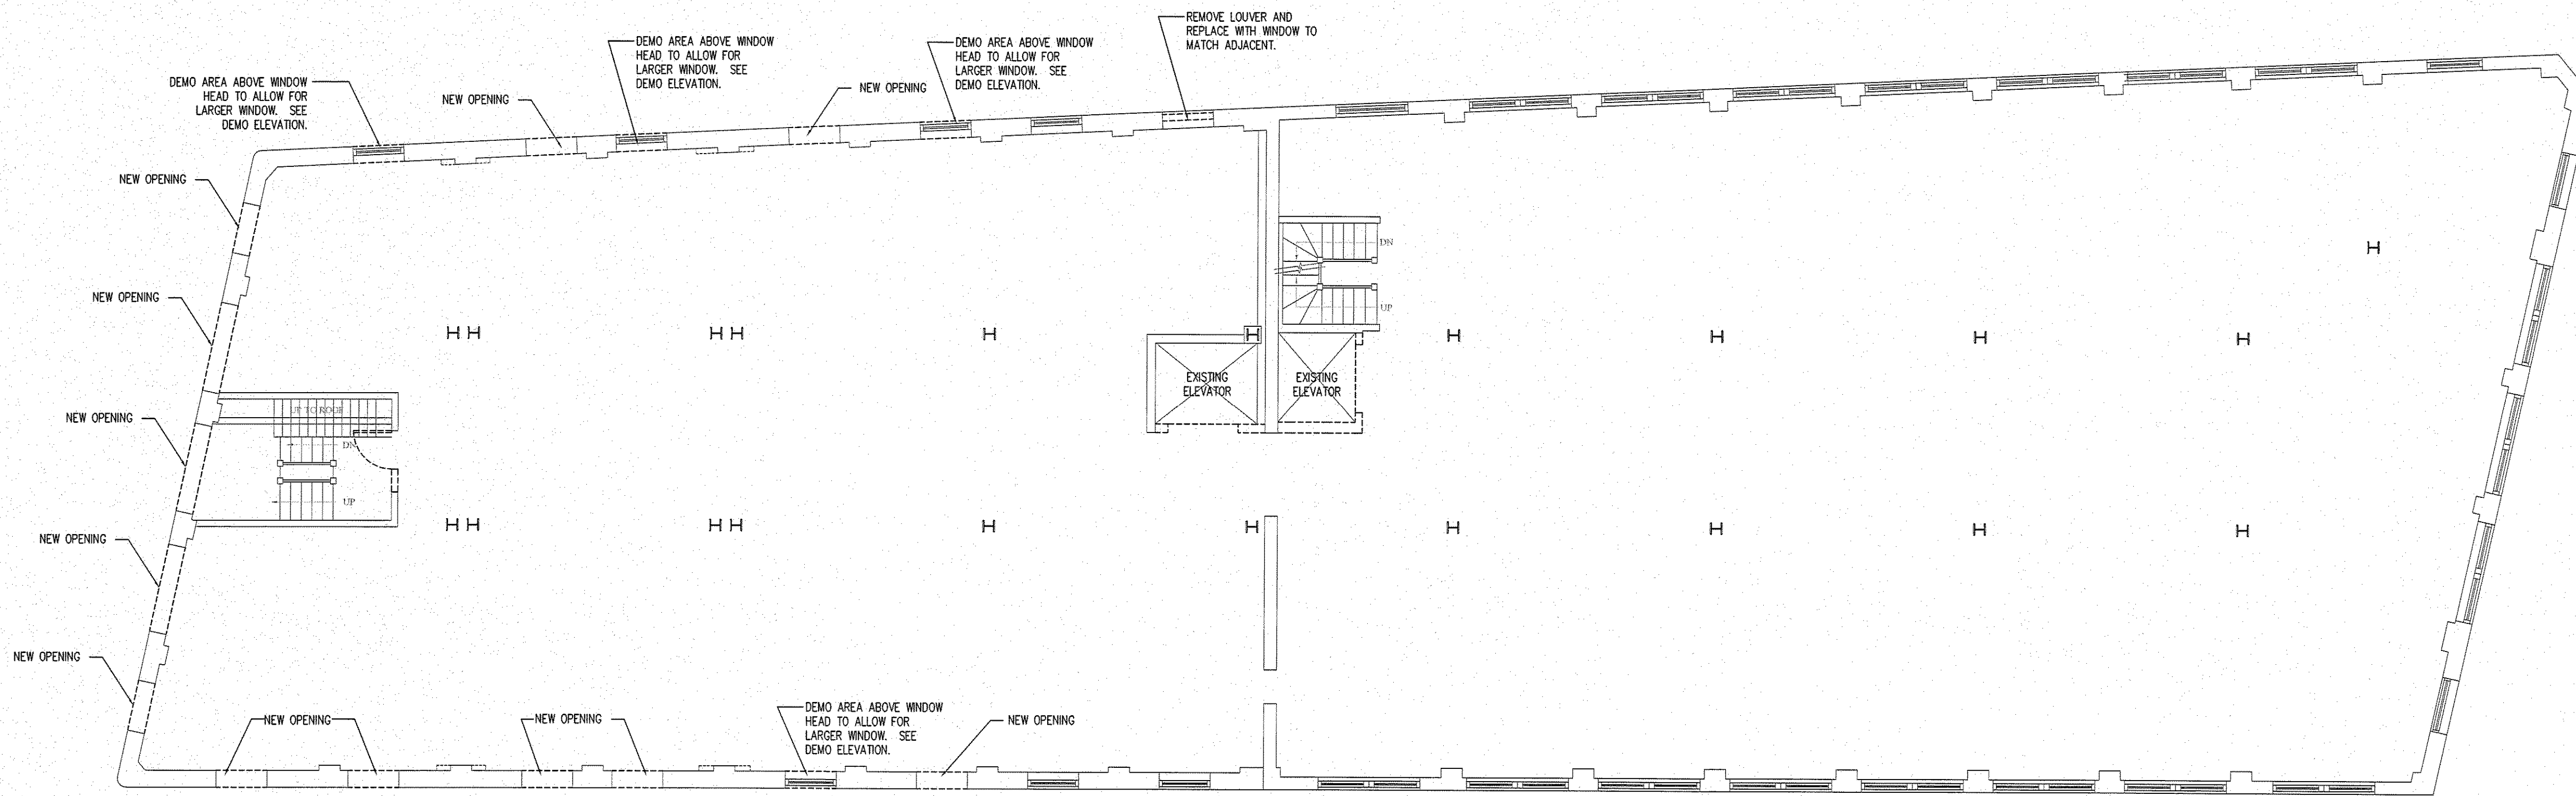 REMOVE LOUVER AND
REPLACE WITH WINDOW TO
MATCH ADJACENT.
DEMO AREA ABOVE WINDOW
HEAD TO ALLOW FOR
LARGER WINDOW. SEE
DEMO ELEVATION.
DEMO AREA ABOVE WINDOW
HEAD TO ALLOW FOR
LARGER WINDOW. SEE
DEMO ELEVATION.
DEMO AREA ABOVE WINDOW
HEAD TO ALLOW FOR
LARGER WINDOW. SEE
DEMO ELEVATION.
NEW OPENING
NEW OPENING
NEW OPENING
DN
NEW OPENING
UP
EXISTING
ELEVATOR
EXISTING
ELEVATOR
UP TO ROOF
NEW OPENING
DN
UP
NEW OPENING
NEW OPENING
NEW OPENING
NEW OPENING
DEMO AREA ABOVE WINDOW
HEAD TO ALLOW FOR
LARGER WINDOW. SEE
DEMO ELEVATION.
NEW OPENING